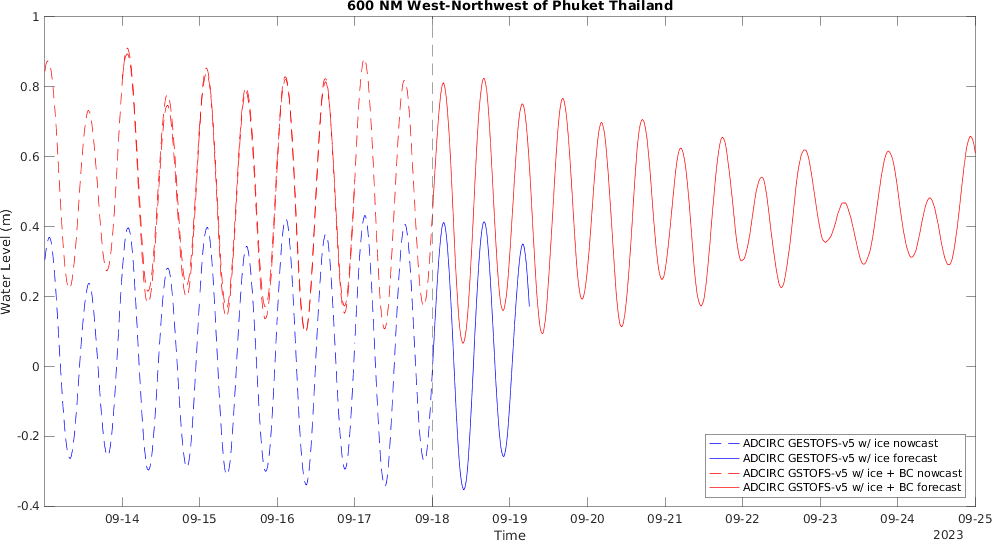 600 NM West-Northwest of Phuket Thailand
1
0.8
0.6
0.4
0.2
0
-0.2
-0.4
Water Level (m)
ADCIRC GESTOFS-v5 w/ ice nowcast
ADCIRC GESTOFS-v5 w/ ice forecast
ADCIRC GSTOFS-v5 w/ ice + BC nowcast
ADCIRC GSTOFS-v5 w/ ice + BC forecast
09-14 09-15 09-16 09-17 09-18 09-19 09-20 09-21 09-22 09-23 09-24 09-25
Time
2023